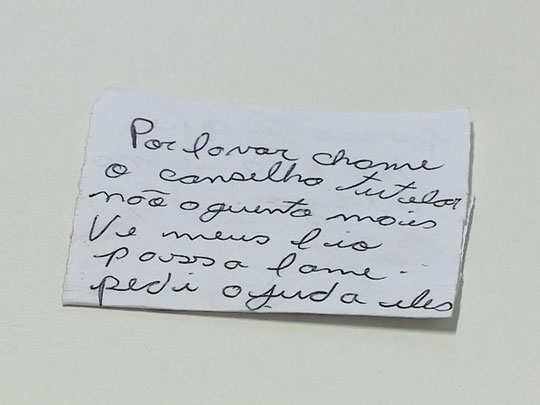 Por favor chame
o conselho tutelar
não aguento mais
Ve meus fio
passa fome.
pedi ajuda eles